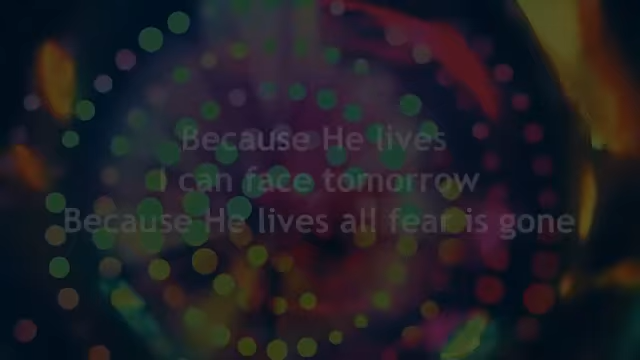 Because He lives
can face tomorrow
Because He lives all fear is gone